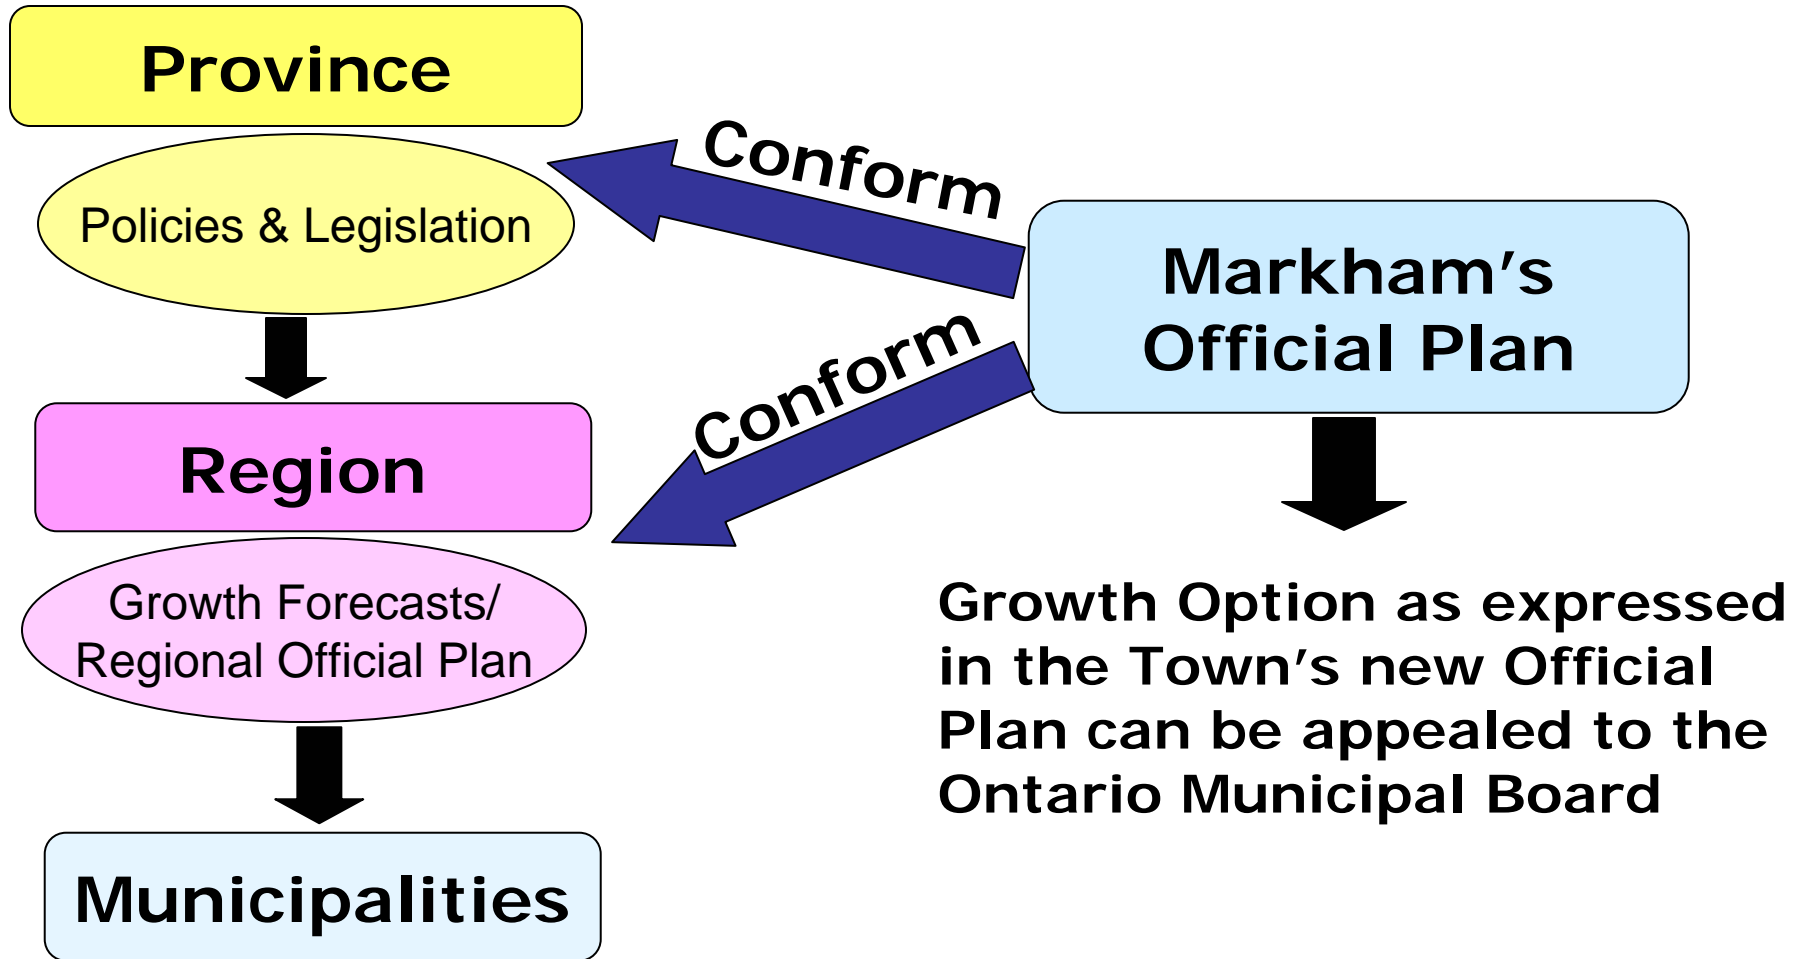 Province
Policies & Legislation
Region
Growth Forecasts/
Regional Official Plan
Municipalities
Conform
Conform
Markham’s
Official Plan
Growth Option as expressed
in the Town’s new Official
Plan can be appealed to the
Ontario Municipal Board